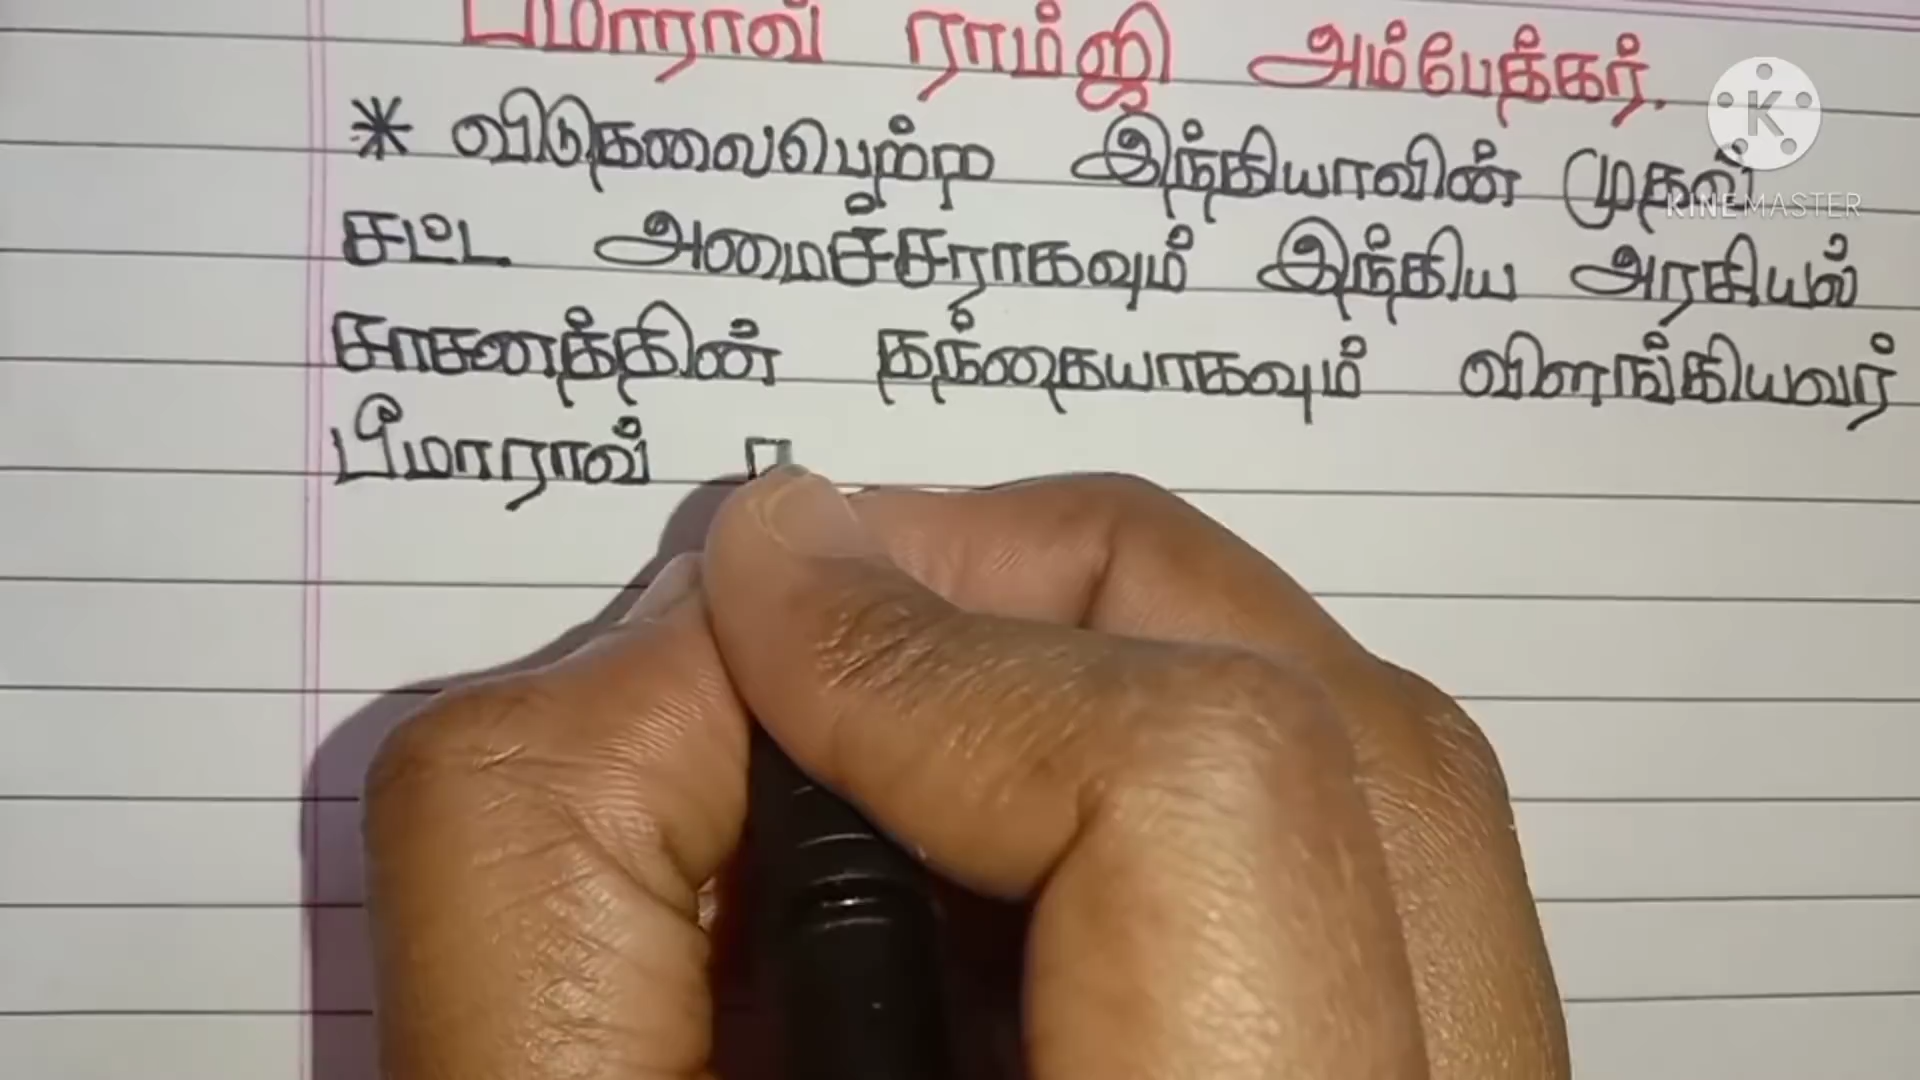 பீமாராவ் ராம்ஜி அம்பேத்கர்.
* விடுதலைபெற்ற இந்தியாவின் முதல்
சட்ட அமைச்சராகவும் இந்திய அரசியல்
சாசனத்தின் தந்தையாகவும் விளங்கியவர்
பீமாராவ் ரா
K
KINEMASTER